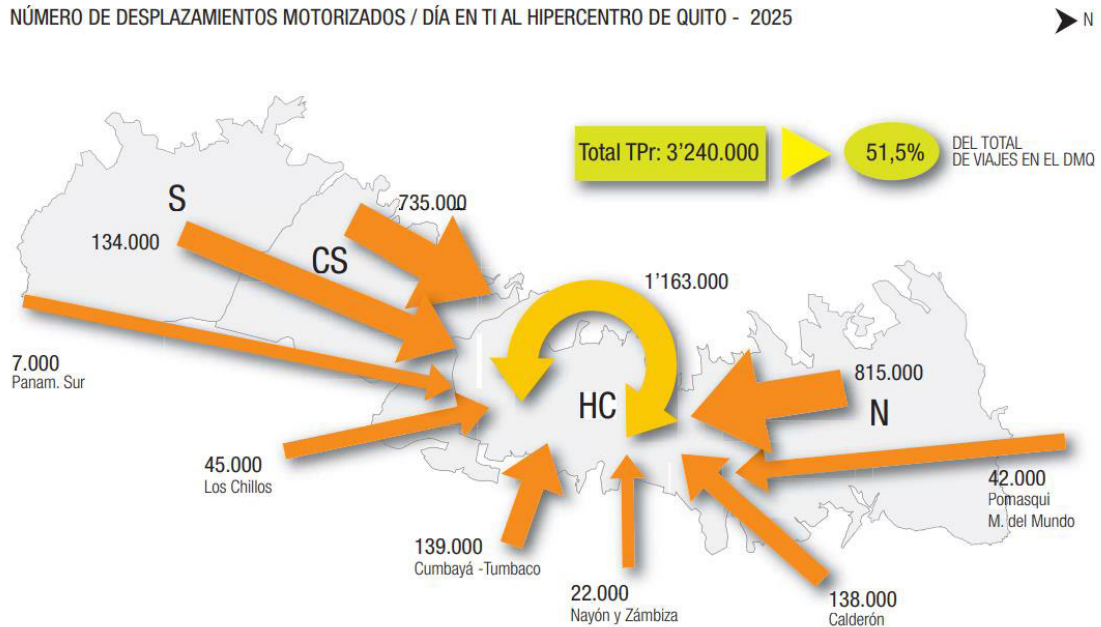 NÚMERO DE DESPLAZAMIENTOS MOTORIZADOS / DÍA EN TI AL HIPERCENTRO DE QUITO - 2025
N
Total TPr: 3'240.000
51,5%
DEL TOTAL
DE VIAJES EN EL DMQ
S
134.000
735.000
CS
1'163.000
7.000
Panam. Sur
815.000
HC
N
45.000
Los Chillos
42.000
Pomasqui
M. del Mundo
139.000
Cumbayá -Tumbaco
22.000
Nayón y Zámbiza
138.000
Calderón